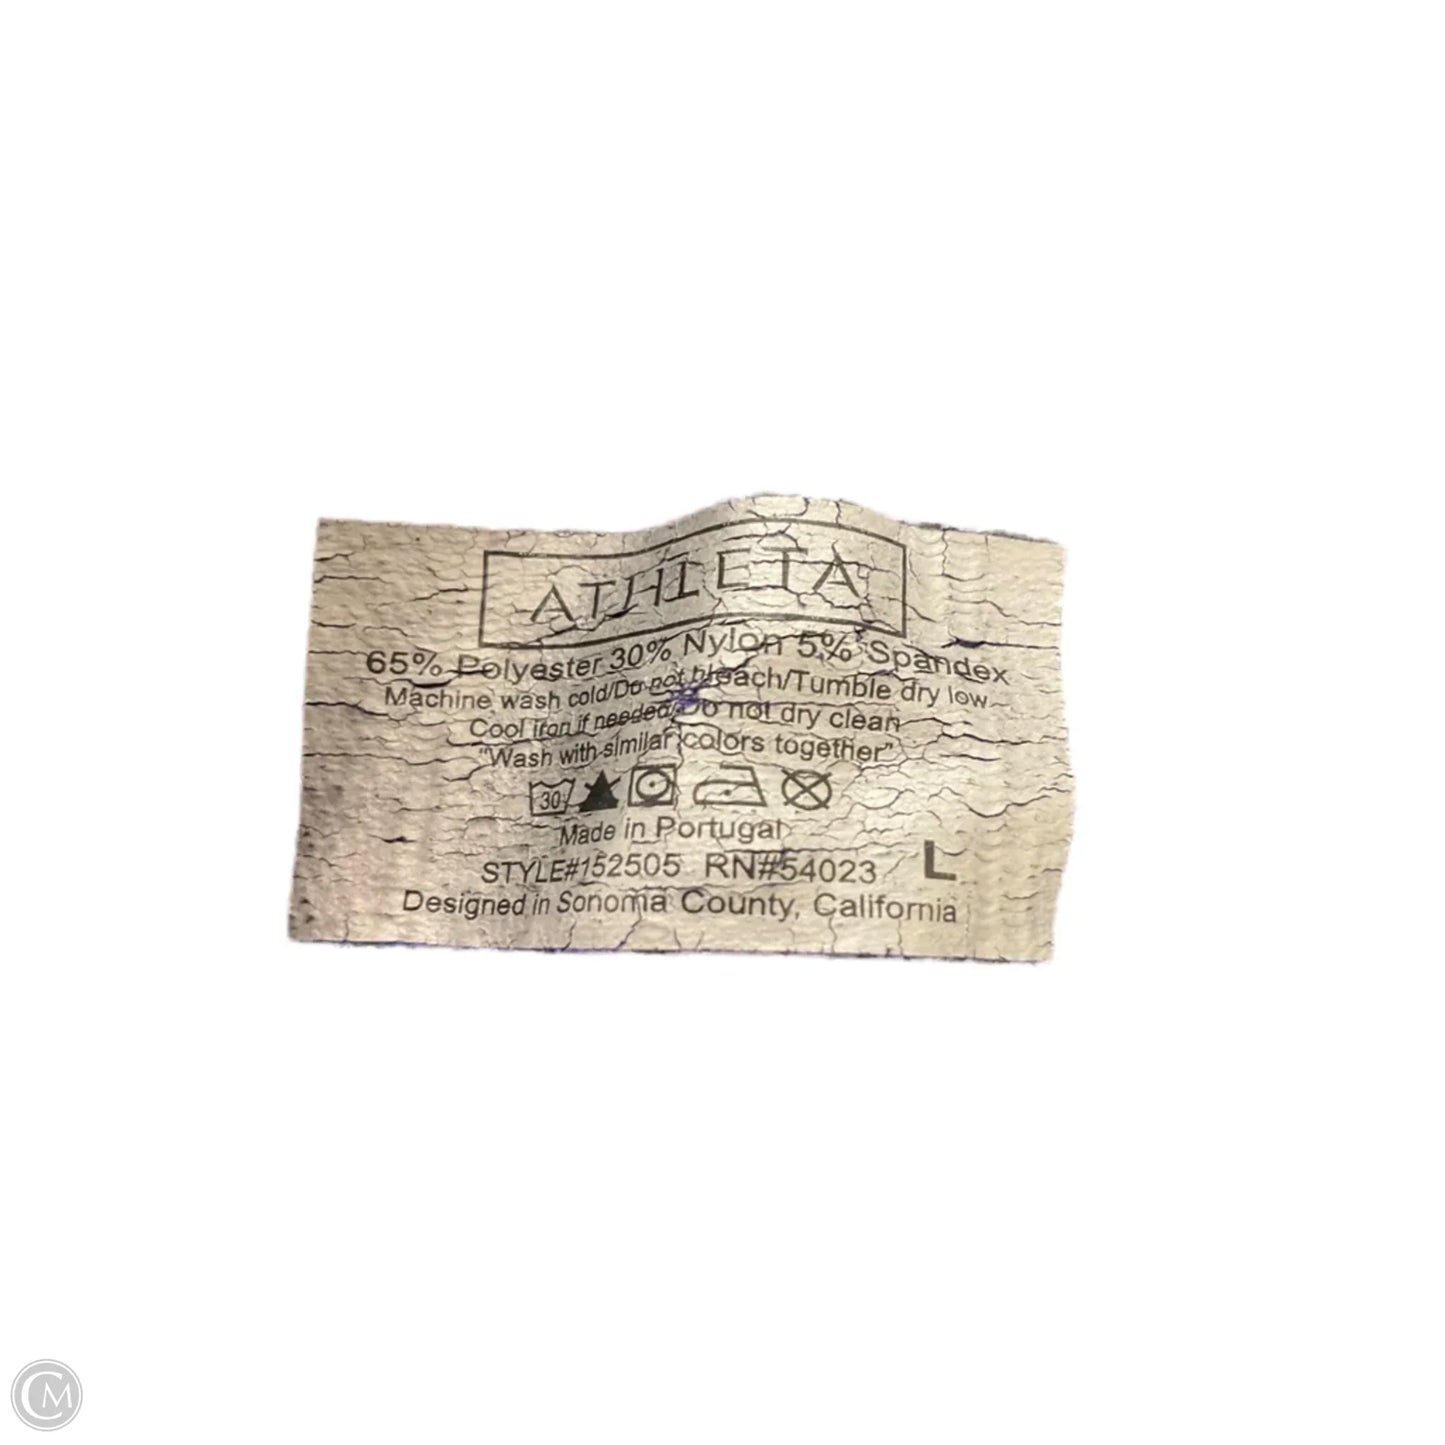 ATHLETA
65% Polyester 30% Nylon 5% Spandex
Machine wash cold/Do not bleach/Tumble dry low
Cool iron if needed/Do not dry clean
"Wash with similar colors together"
30
Made in Portugal
STYLE#152505 RN#54023 L
Designed in Sonoma County, California
CM